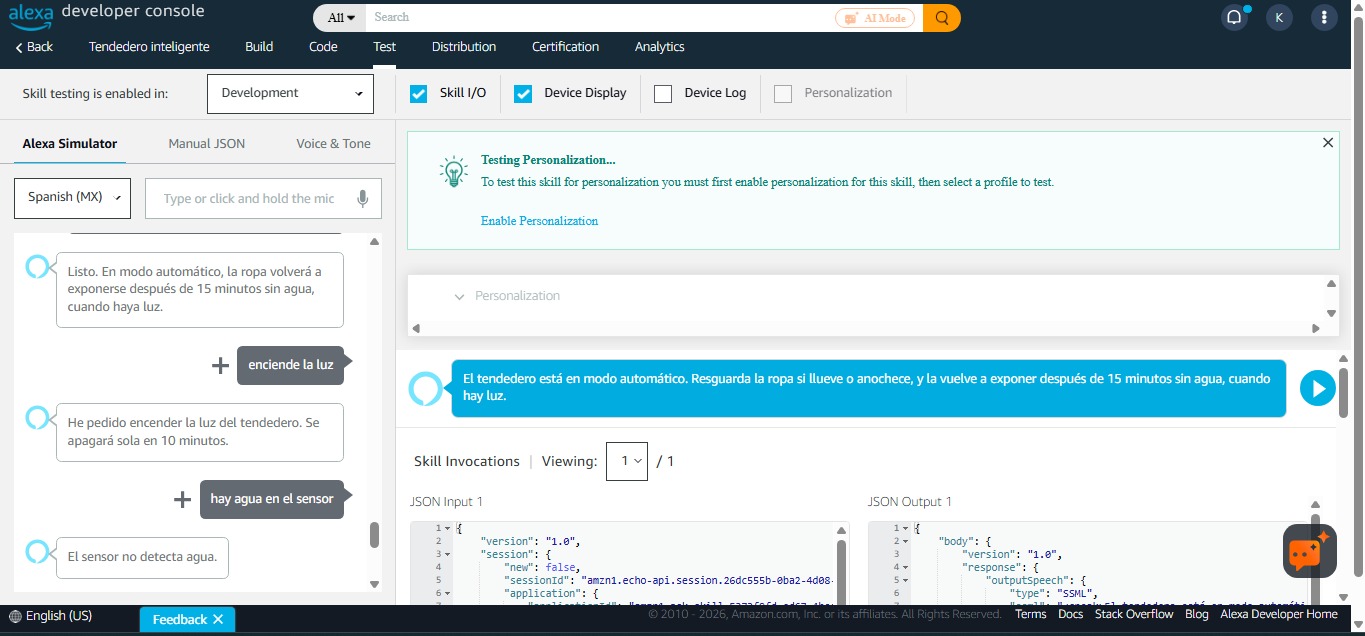 alexa developer console
All
Search
AI Mode
K
Back
Tendedero inteligente
Build
Code
Test
Distribution
Certification
Analytics
Skill testing is enabled in:
Development
Skill I/O
Device Display
Device Log
Personalization
Alexa Simulator
Manual JSON
Voice & Tone
Spanish (MX)
Type or click and hold the mic
Listo. En modo automático, la ropa volverá a
exponerse después de 15 minutos sin agua,
cuando haya luz.
enciende la luz
He pedido encender la luz del tendedero. Se
apagará sola en 10 minutos.
hay agua en el sensor
El sensor no detecta agua.
Testing Personalization...
To test this skill for personalization you must first enable personalization for this skill, then select a profile to test.
Enable Personalization
Personalization
El tendedero está en modo automático. Resguarda la ropa si llueve o anochece, y la vuelve a exponer después de 15 minutos sin agua, cuando
hay luz.
Skill Invocations | Viewing: 1 / 1
JSON Input 1
1 {
2 "version": "1.0",
3 "session": {
4 "new": false,
5 "sessionId": "amzn1.echo-api.session.26dc555b-0ba2-4d08-
6 "application": {
JSON Output 1
1 {
2 "body": {
3 "version": "1.0",
4 "response": {
5 "outputSpeech": {
6 "type": "SSML",
English (US)
Feedback
© 2010 - 2026, Amazon.com, Inc. or its affiliates. All Rights Reserved.
Terms
Docs
Stack Overflow
Blog
Alexa Developer Home